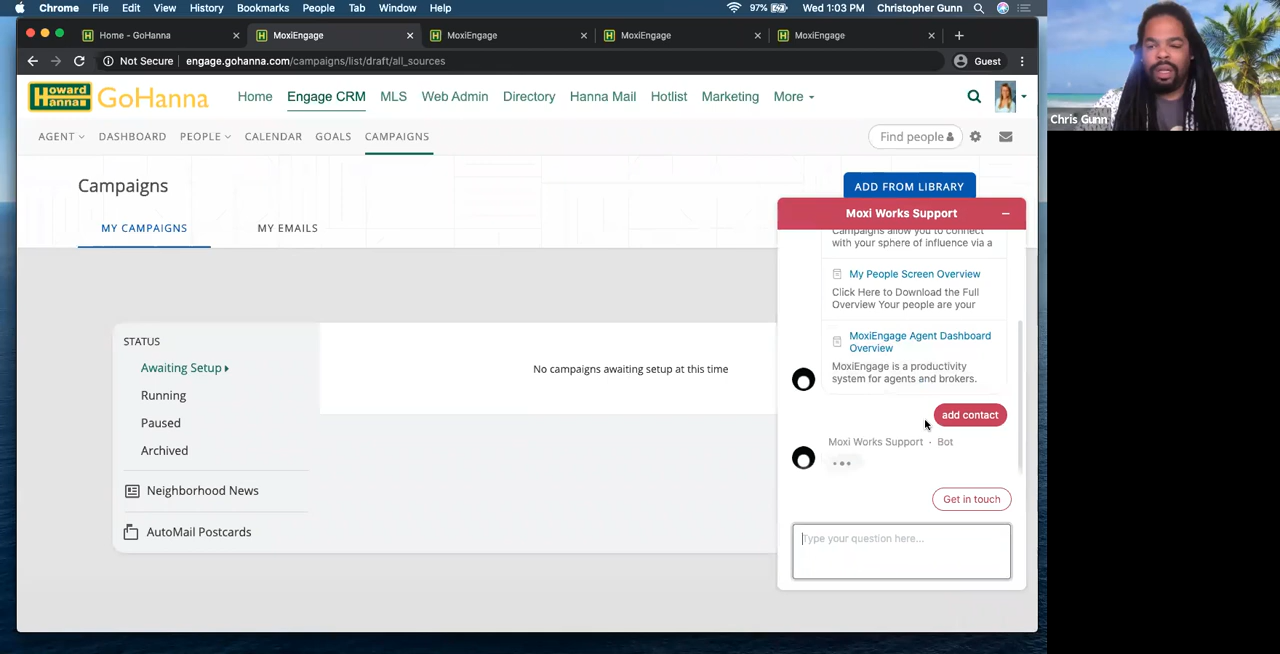 Chrome File Edit View History Bookmarks People Tab Window Help 97% Wed 1:03 PM Christopher Gunn
Home - GoHanna MoxiEngage MoxiEngage MoxiEngage MoxiEngage
Not Secure engage.gohanna.com/campaigns/list/draft/all_sources Guest
Howard Hanna GoHanna Home Engage CRM MLS Web Admin Directory Hanna Mail Hotlist Marketing More
Chris Gunn
AGENT DASHBOARD PEOPLE CALENDAR GOALS CAMPAIGNS Find people
Campaigns
ADD FROM LIBRARY
MY CAMPAIGNS MY EMAILS
STATUS
Awaiting Setup
Running
Paused
Archived
Neighborhood News
AutoMail Postcards
No campaigns awaiting setup at this time
Moxi Works Support
Campaigns allow you to connect
with your sphere of influence via a
My People Screen Overview
Click Here to Download the Full
Overview Your people are your
MoxiEngage Agent Dashboard
Overview
MoxiEngage is a productivity
system for agents and brokers.
add contact
Moxi Works Support · Bot
Get in touch
Type your question here...